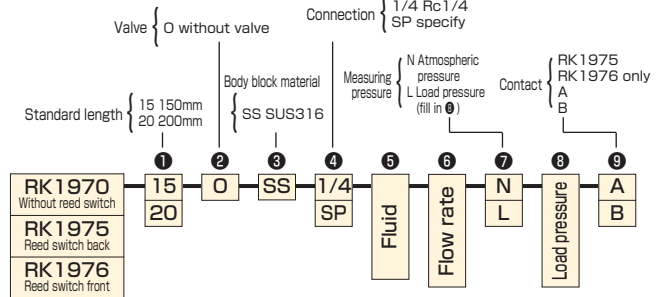 Valve { O without valve
Connection { 1/4 Rc1/4
SP specify
Standard length { 15 150mm
20 200mm
Body block material
{ SS SUS316
Measuring pressure { N Atmospheric pressure
L Load pressure
(fill in ❽)
Contact { RK1975
RK1976 only
A
B
❶ ❷ ❸ ❹ ❺ ❻ ❼ ❽ ❾
RK1970
Without reed switch
RK1975
Reed switch back
RK1976
Reed switch front
15
20
O
SS
1/4
SP
Fluid
Flow rate
N
L
Load pressure
A
B